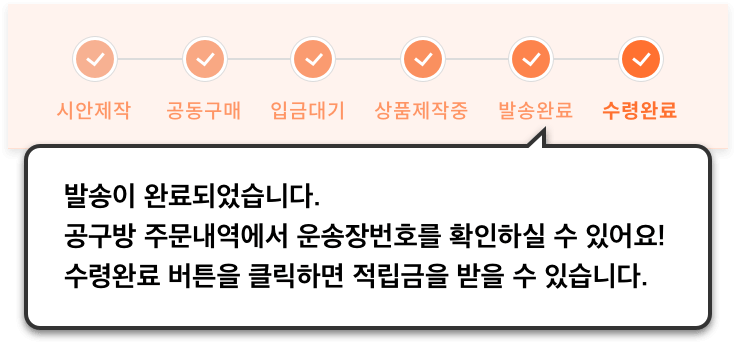 시안제작 공동구매 입금대기 상품제작중 발송완료 수령완료
발송이 완료되었습니다.
공구방 주문내역에서 운송장번호를 확인하실 수 있어요!
수령완료 버튼을 클릭하면 적립금을 받을 수 있습니다.